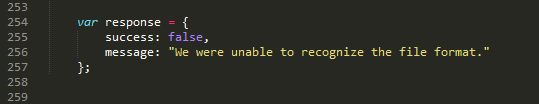 253
254 var response = {
255 success: false,
256 message: "We were unable to recognize the file format."
257 };
258
259